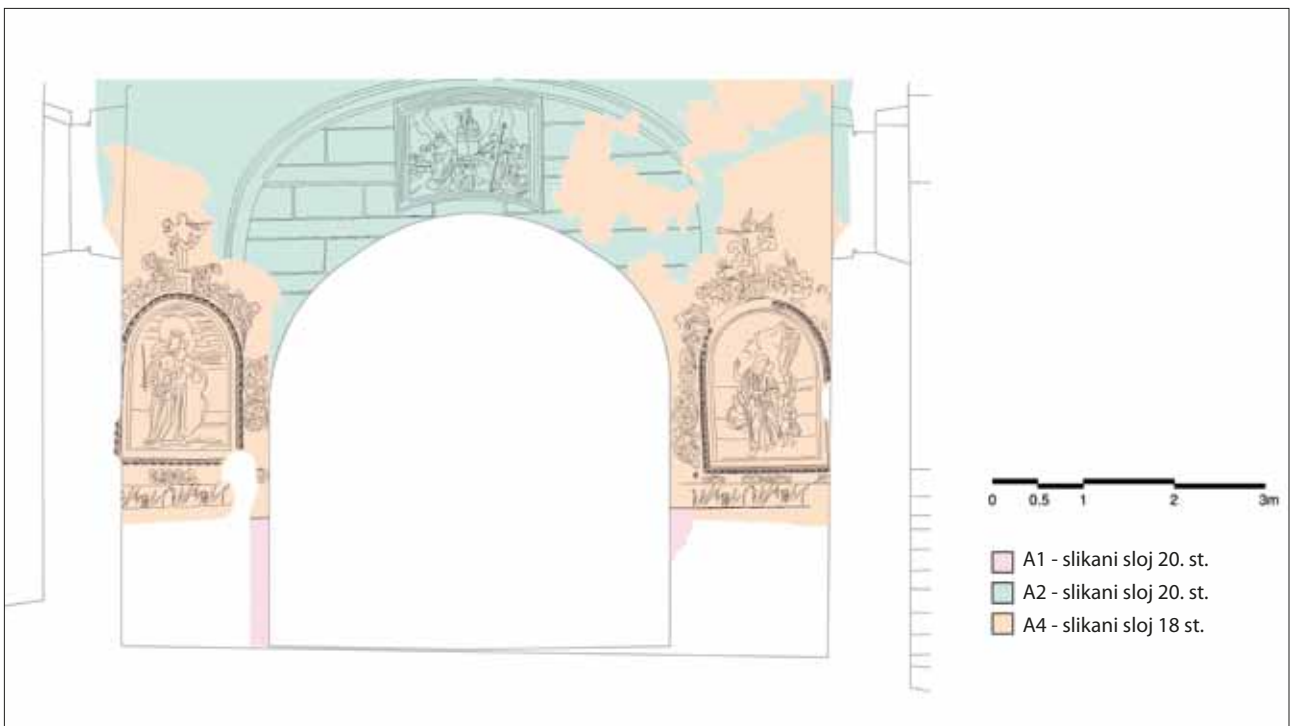 0 0.5 1 2 3m
A1 - slikani sloj 20. st.
A2 - slikani sloj 20. st.
A4 - slikani sloj 18 st.